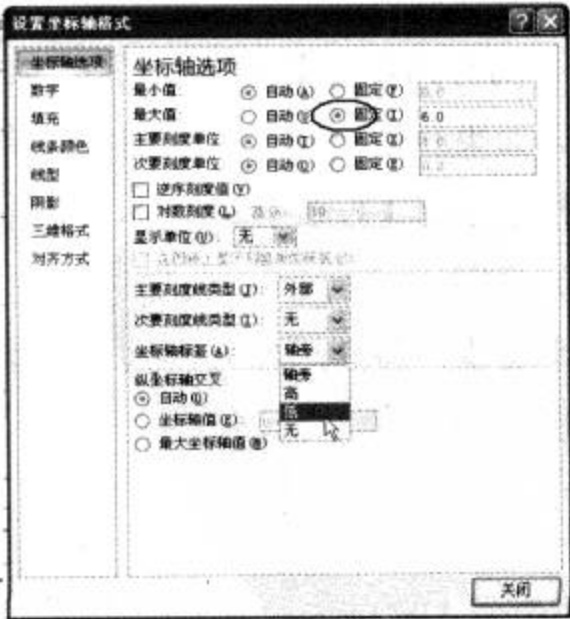 设置坐标轴格式
坐标轴选项
数字
填充
线条颜色
线型
阴影
三维格式
对齐方式
坐标轴选项
最小值 自动(A) 固定(F) 0.0
最大值 自动 固定(I) 6.0
主要刻度单位 自动(T) 固定(X)
次要刻度单位 自动(O) 固定(E) 0.2
逆序刻度值(V)
对数刻度(L) 10
显示单位(U): 无
主要刻度线类型(J): 外部
次要刻度线类型(I): 无
坐标轴标签(A): 轴旁
轴旁
高
低
无
纵坐标轴交叉
自动(O)
坐标轴值(E):
最大坐标轴值(M)
关闭